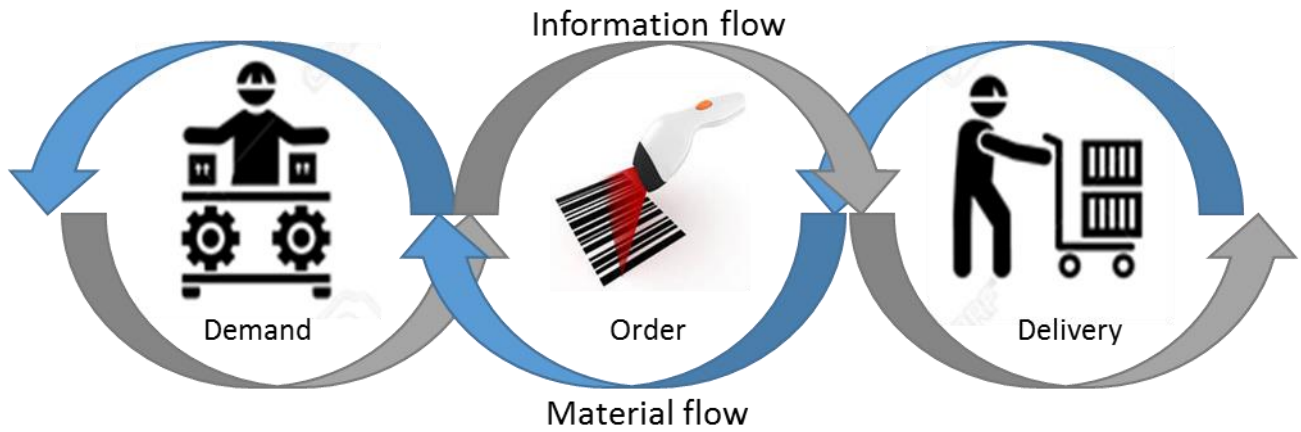 Information flow
Demand
Order
Delivery
Material flow